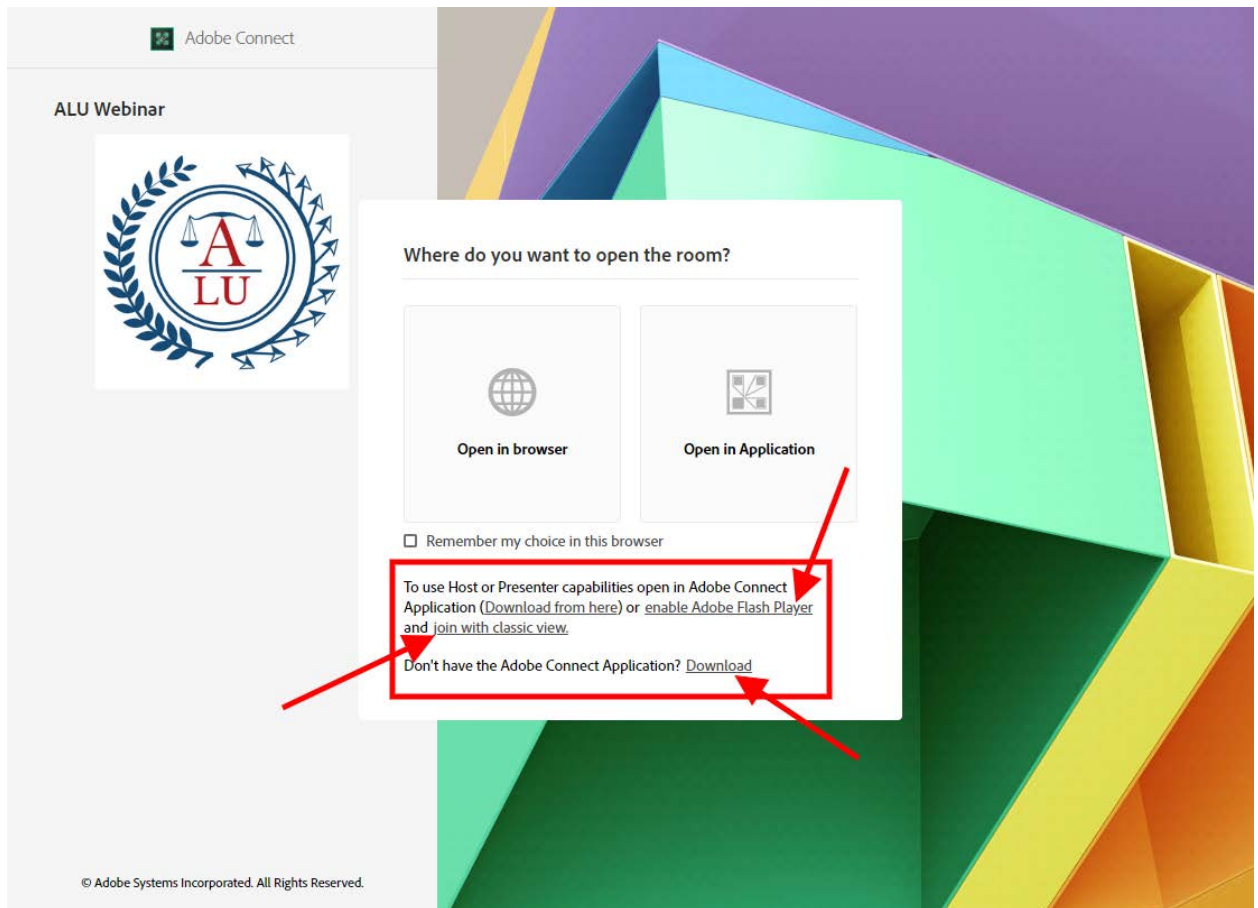 Adobe Connect
ALU Webinar
A
LU
Where do you want to open the room?
Open in browser
Open in Application
Remember my choice in this browser
To use Host or Presenter capabilities open in Adobe Connect
Application (Download from here) or enable Adobe Flash Player
and join with classic view.
Don't have the Adobe Connect Application? Download
© Adobe Systems Incorporated. All Rights Reserved.